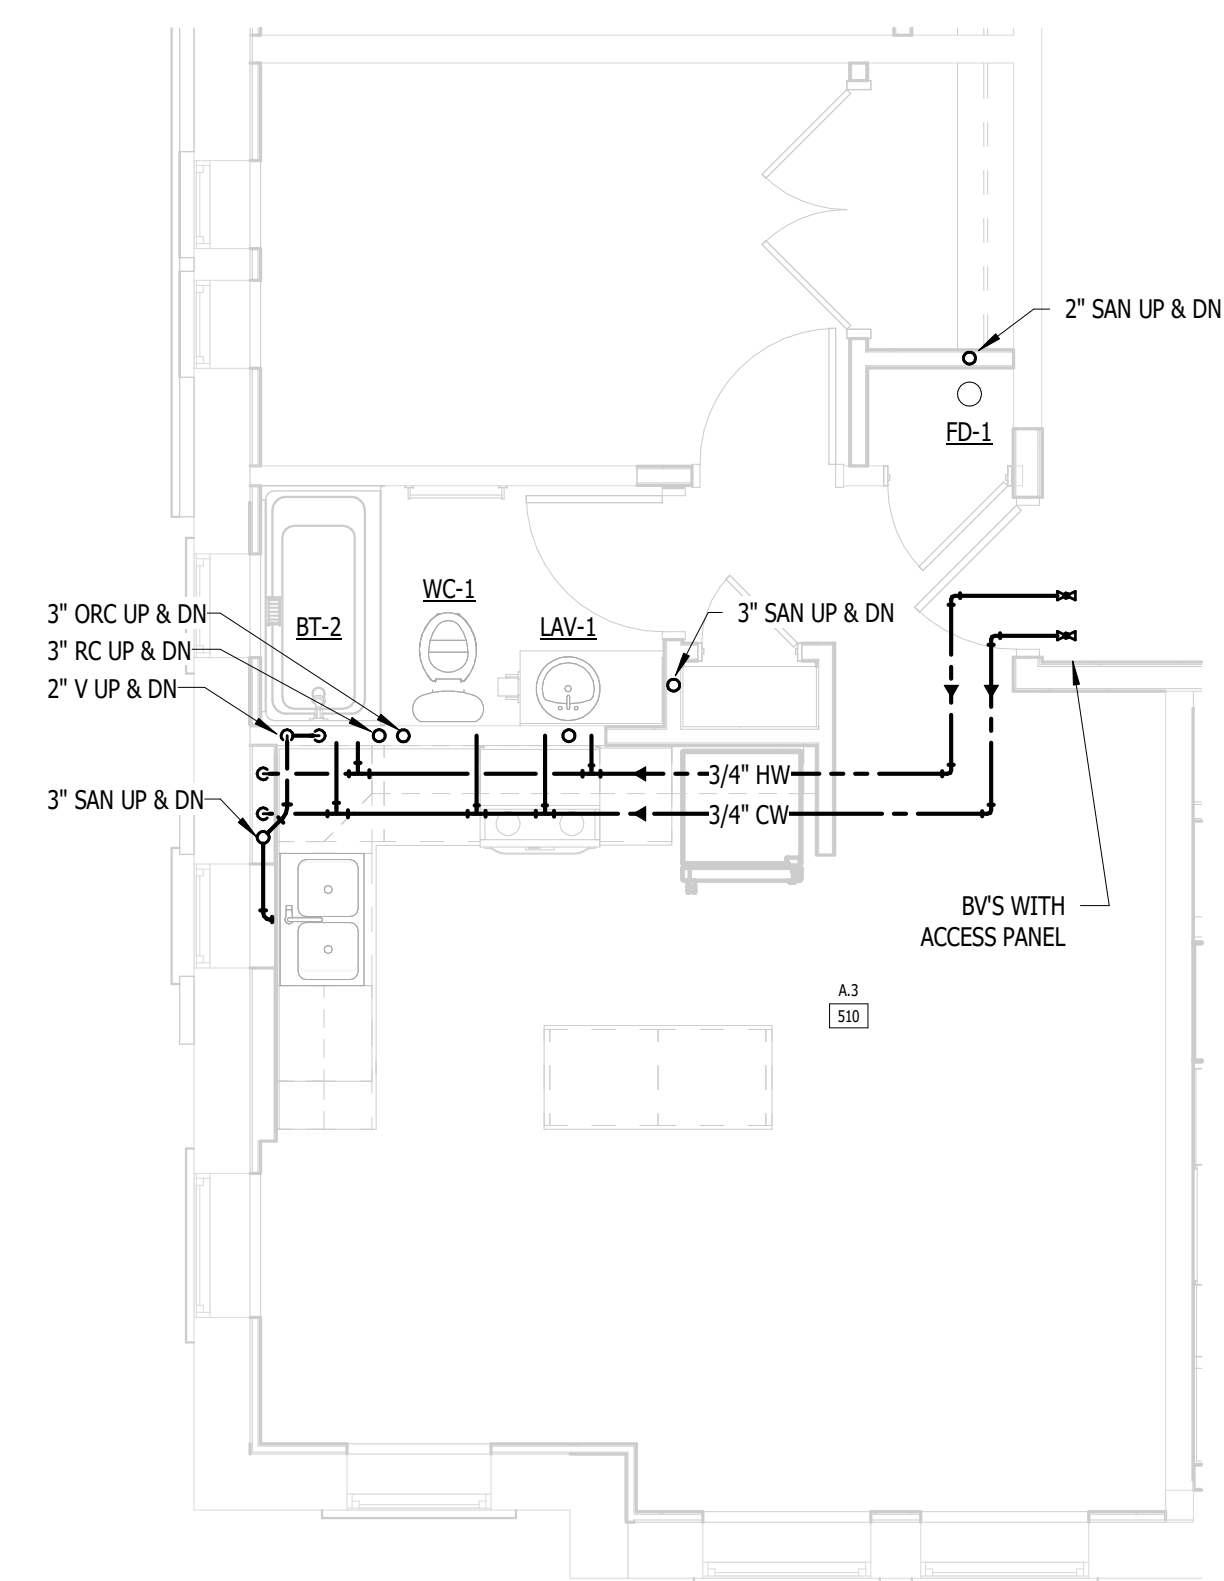 2" SAN UP & DN
FD-1
WC-1
3" ORC UP & DN
BT-2
LAV-1
3" SAN UP & DN
3" RC UP & DN
2" V UP & DN
3/4" HW
3" SAN UP & DN
3/4" CW
BV'S WITH
ACCESS PANEL
A.3
510